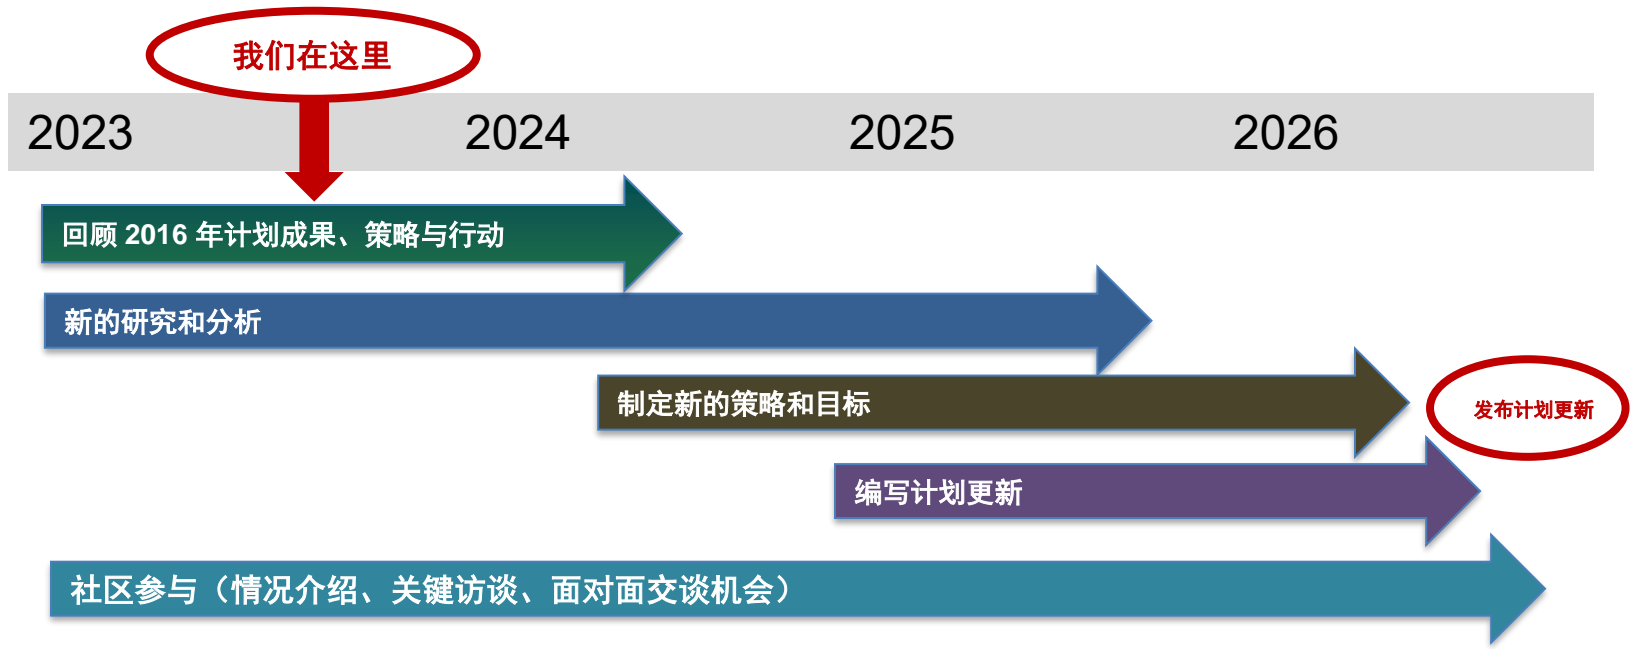 我们在这里
2023 2024 2025 2026
回顾 2016 年计划成果、策略与行动
新的研究和分析
制定新的策略和目标
发布计划更新
编写计划更新
社区参与（情况介绍、关键访谈、面对面交谈机会）